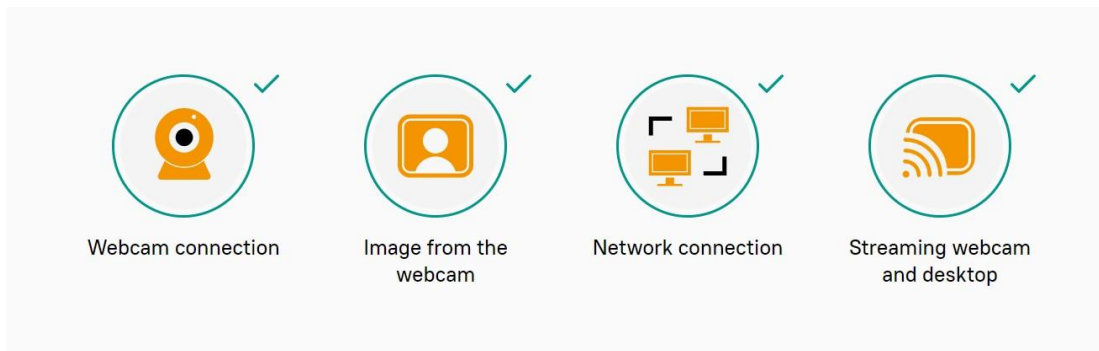 Webcam connection
Image from the
webcam
Network connection
Streaming webcam
and desktop